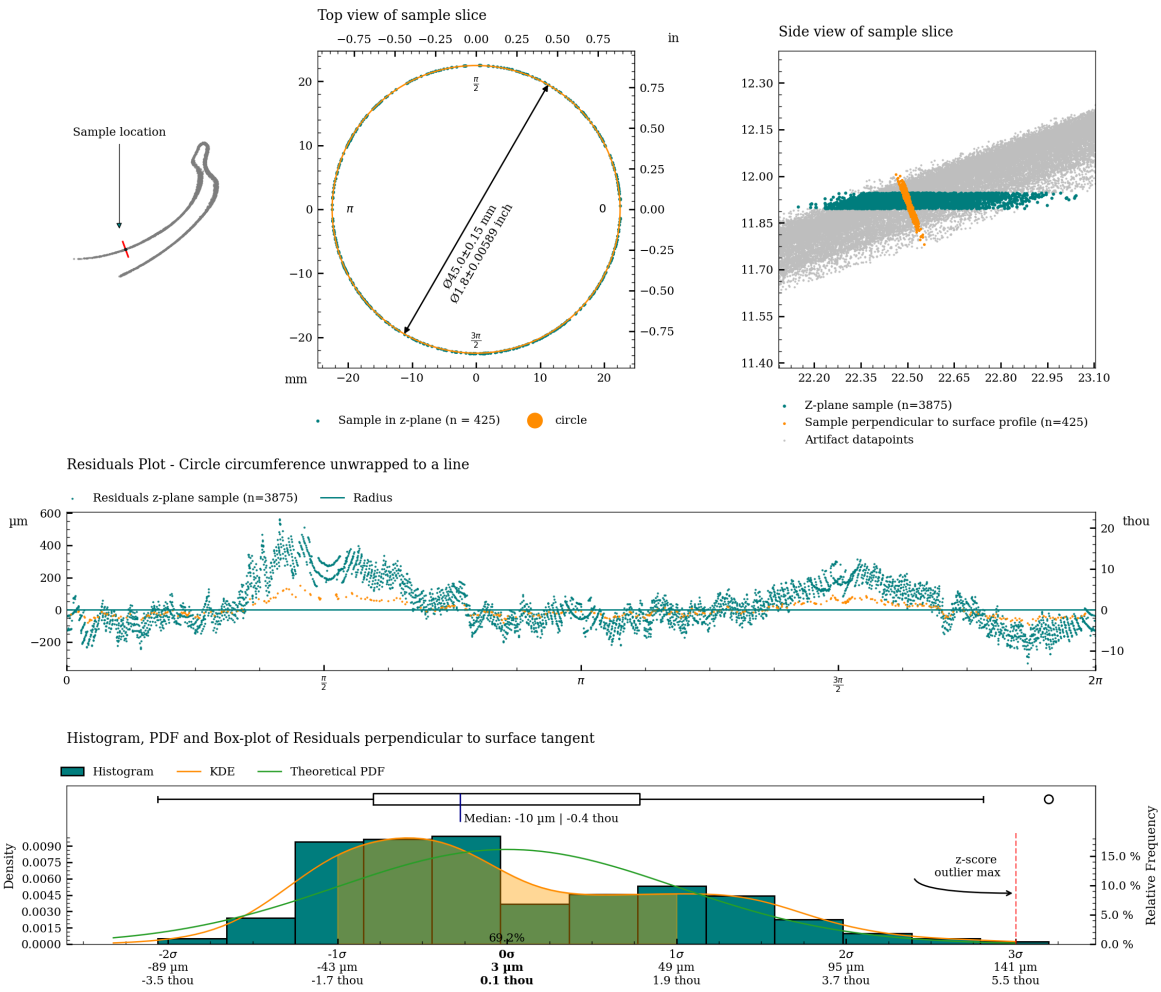 Top view of sample slice
−0.75 −0.50 −0.25 0.00 0.25 0.50 0.75 in
Sample location
20
10
0
−10
−20
π/2
π
0
3π/2
Ø45.0±0.15 mm
Ø1.8±0.00589 inch
0.75
0.50
0.25
0.00
−0.25
−0.50
−0.75
mm −20 −10 0 10 20
Sample in z-plane (n = 425) circle
Side view of sample slice
12.30
12.15
12.00
11.85
11.70
11.55
11.40
22.20 22.35 22.50 22.65 22.80 22.95 23.10
Z-plane sample (n=3875)
Sample perpendicular to surface profile (n=425)
Artifact datapoints
Residuals Plot - Circle circumference unwrapped to a line
Residuals z-plane sample (n=3875) Radius
µm
600
400
200
0
−200
thou
20
10
0
−10
0 π/2 π 3π/2 2π
Histogram, PDF and Box-plot of Residuals perpendicular to surface tangent
Histogram KDE Theoretical PDF
Median: -10 µm | -0.4 thou
Density
0.0090
0.0075
0.0060
0.0045
0.0030
0.0015
0.0000
z-score
outlier max
69.2%
Relative Frequency
15.0 %
10.0 %
5.0 %
0.0 %
-2σ -1σ 0σ 1σ 2σ 3σ
-89 µm -43 µm 3 µm 49 µm 95 µm 141 µm
-3.5 thou -1.7 thou 0.1 thou 1.9 thou 3.7 thou 5.5 thou